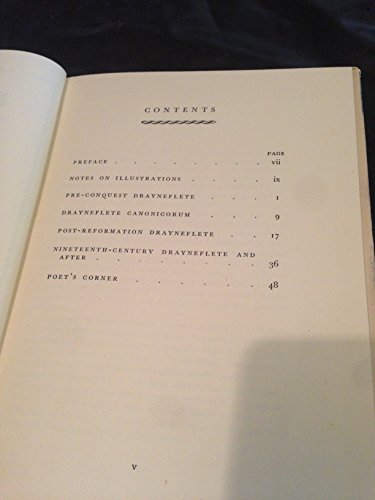 CONTENTS
PAGE
PREFACE . . . . . . . vii
NOTES ON ILLUSTRATIONS . . . . ix
PRE-CONQUEST DRAYNEFLETE . . . 1
DRAYNEFLETE CANONICORUM . . . 9
POST-REFORMATION DRAYNEFLETE . . 17
NINETEENTH-CENTURY DRAYNEFLETE AND
AFTER . . . . . . . 36
POET'S CORNER . . . . . . 48
v